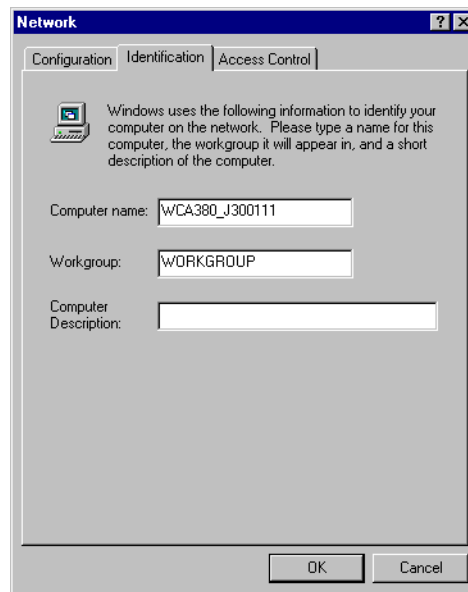 Network
Configuration Identification Access Control
Windows uses the following information to identify your
computer on the network. Please type a name for this
computer, the workgroup it will appear in, and a short
description of the computer.
Computer name: WCA380_J300111
Workgroup: WORKGROUP
Computer
Description:
OK Cancel